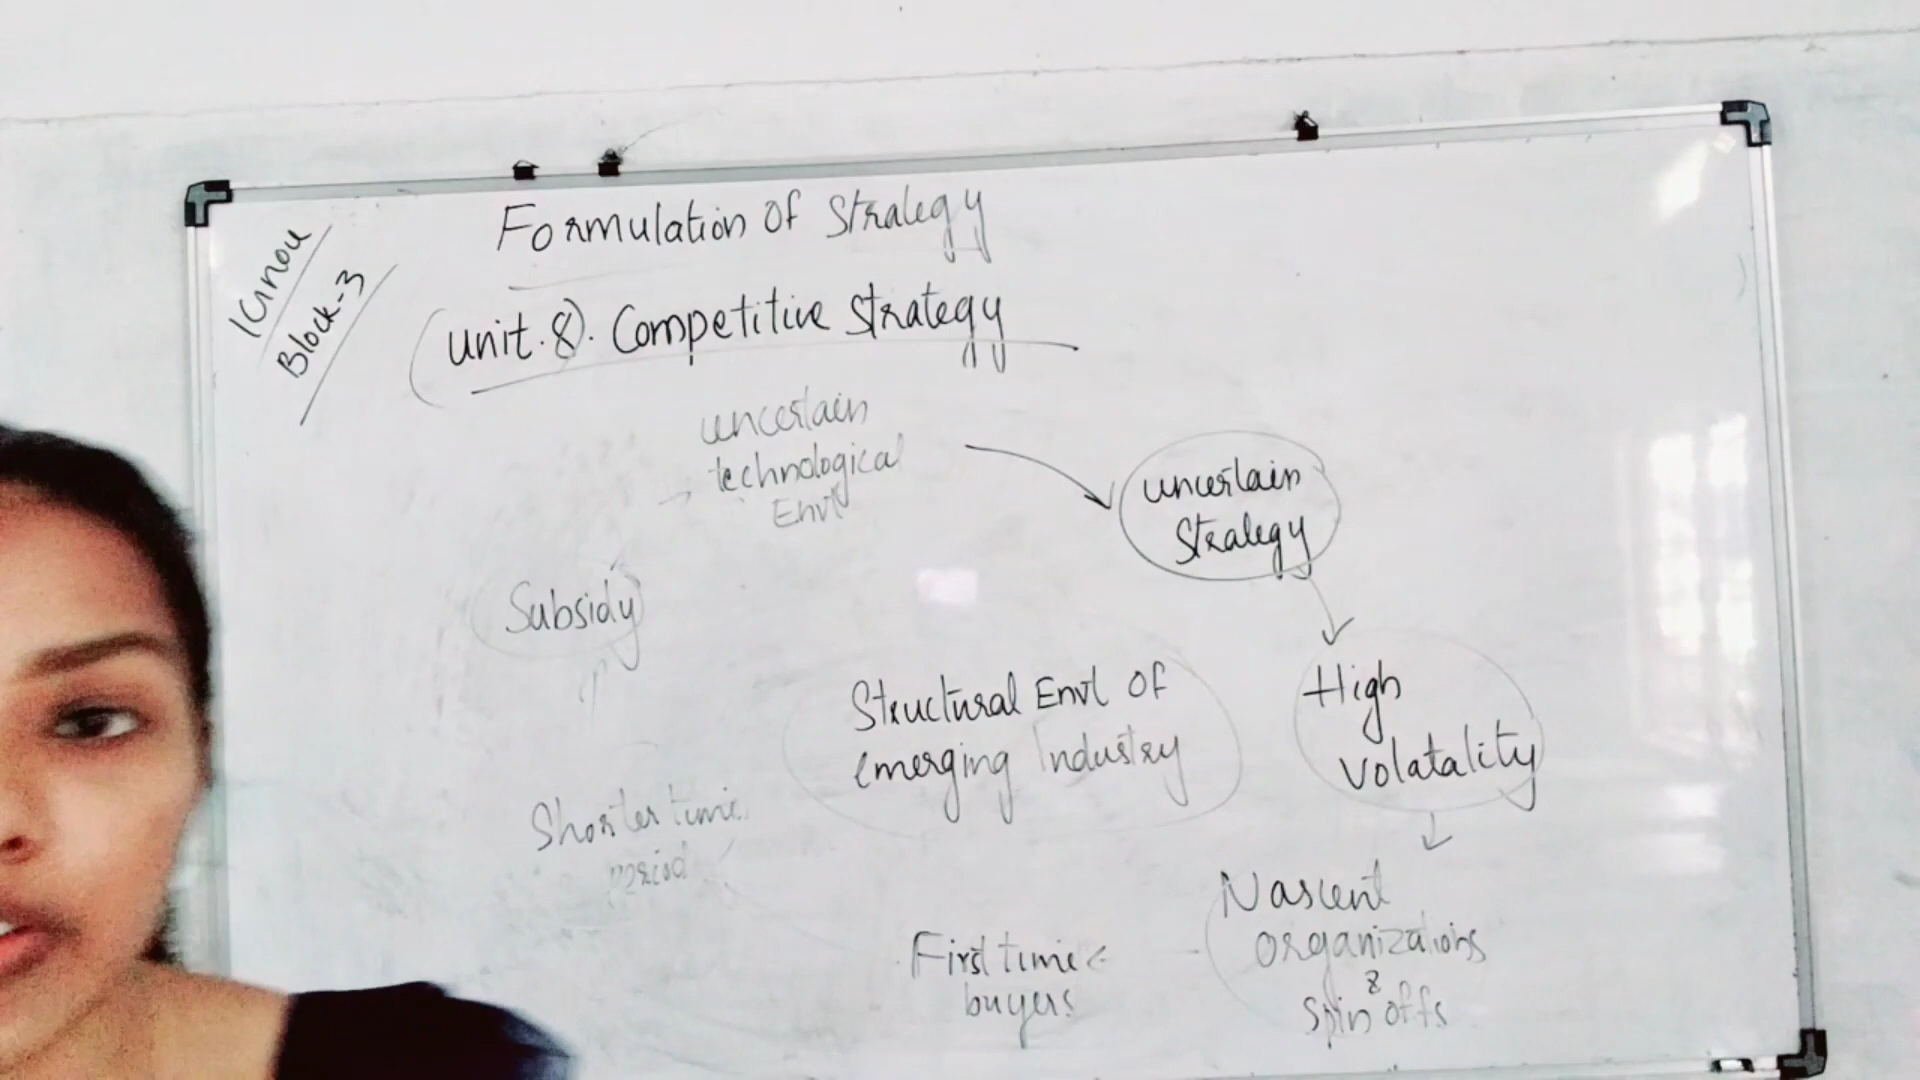 IGNOU
Block-3
Formulation Of Strategy
Unit.8). Competitive Strategy
uncertain
technological
Envt
uncertain
Strategy
High
Volatality
Nascent
Organizations
&
Spin offs
First time
buyers
Shorter time
period
Subsidy
Structural Envt Of
emerging Industry